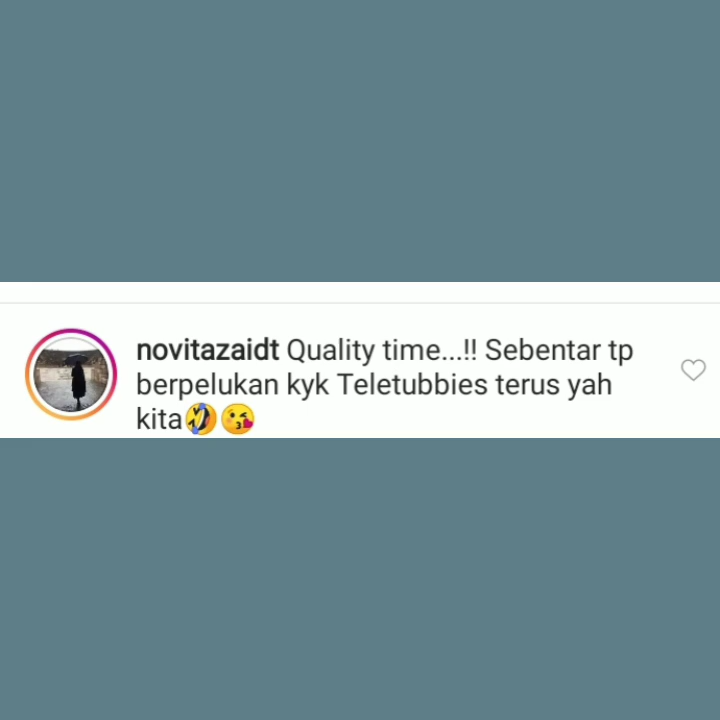 novitazaidt Quality time...!! Sebentar tp
berpelukan kyk Teletubbies terus yah
kita🤣😘